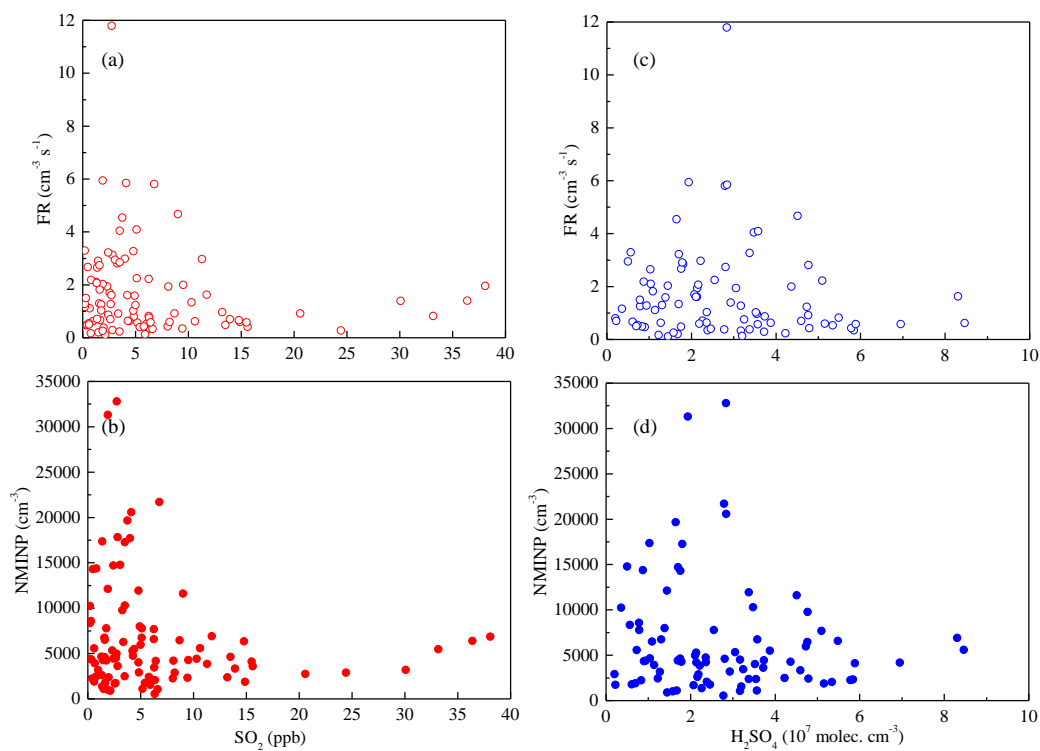 12
10
8
6
4
2
0
FR (cm⁻³ s⁻¹)
(a)
0 5 10 15 20 25 30 35 40
12
10
8
6
4
2
0
FR (cm⁻³ s⁻¹)
(c)
0 2 4 6 8 10
35000
30000
25000
20000
15000
10000
5000
0
NMINP (cm⁻³)
(b)
0 5 10 15 20 25 30 35 40
SO₂ (ppb)
35000
30000
25000
20000
15000
10000
5000
0
NMINP (cm⁻³)
(d)
0 2 4 6 8 10
H₂SO₄ (10⁷ molec. cm⁻³)